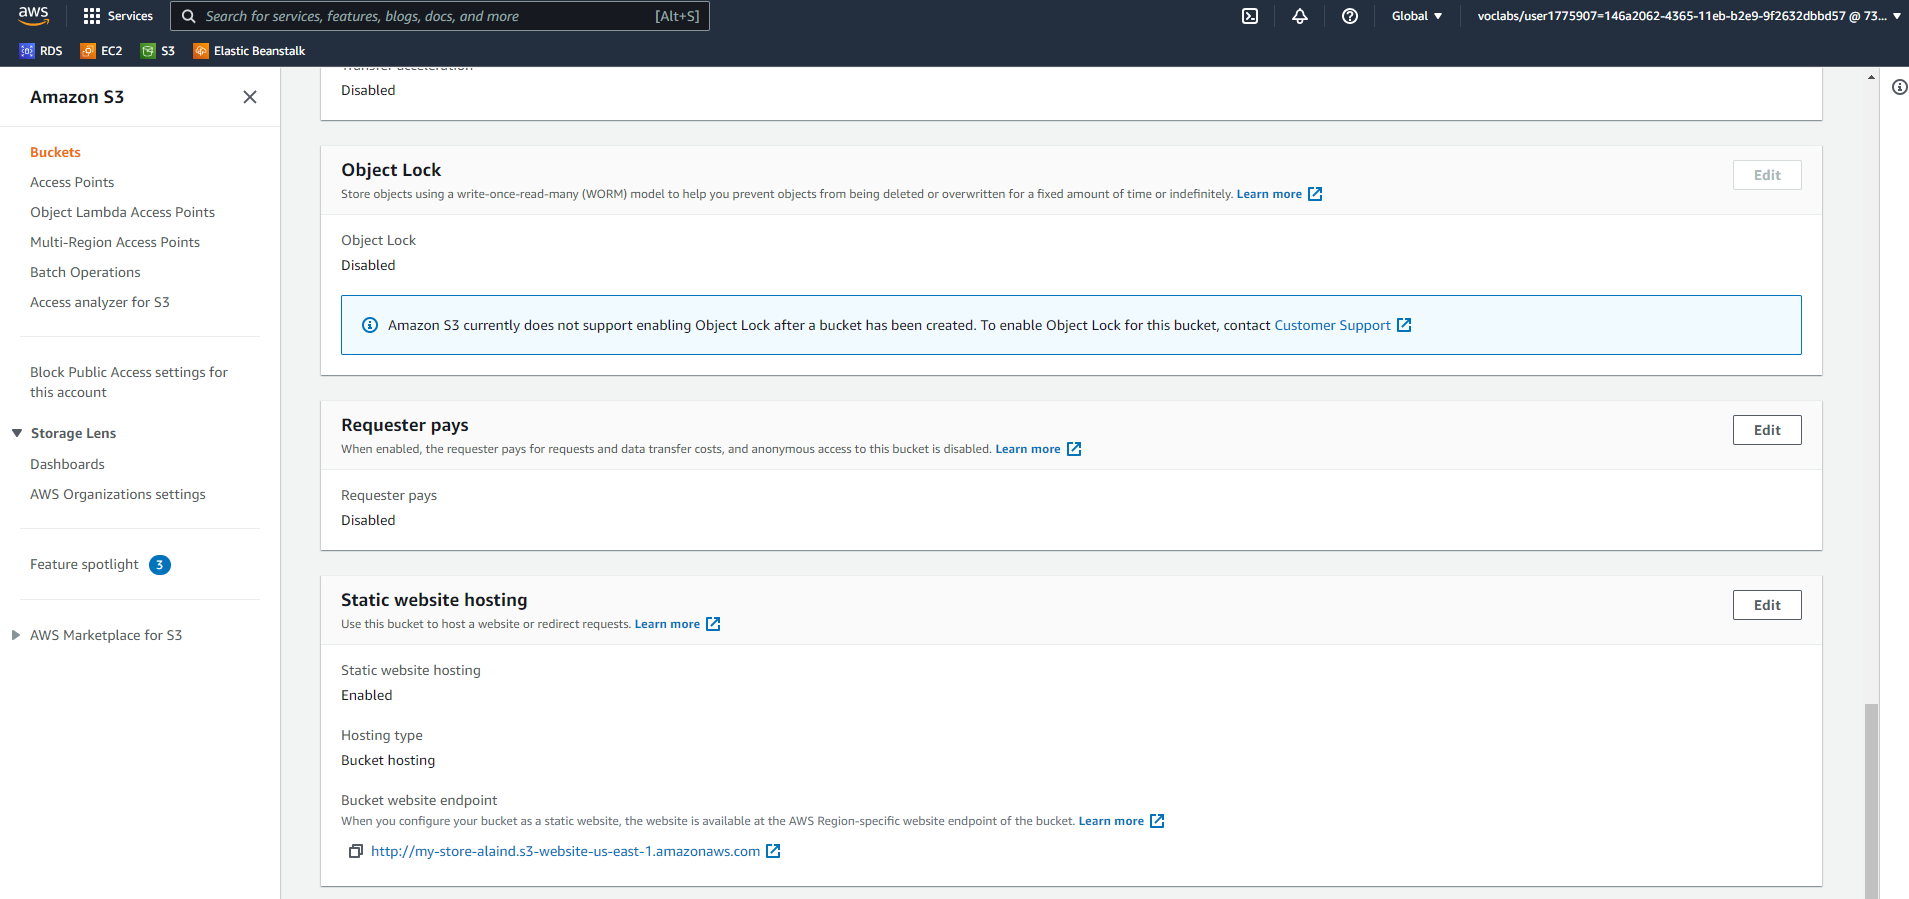 aws
Services
Search for services, features, blogs, docs, and more
[Alt+S]
Global
voclabs/user1775907=146a2062-4365-11eb-b2e9-9f2632dbbd57 @ 73...
RDS
EC2
S3
Elastic Beanstalk
Amazon S3
Buckets
Access Points
Object Lambda Access Points
Multi-Region Access Points
Batch Operations
Access analyzer for S3
Block Public Access settings for
this account
Storage Lens
Dashboards
AWS Organizations settings
Feature spotlight 3
AWS Marketplace for S3
Transfer acceleration
Disabled
Object Lock
Edit
Store objects using a write-once-read-many (WORM) model to help you prevent objects from being deleted or overwritten for a fixed amount of time or indefinitely. Learn more
Object Lock
Disabled
Amazon S3 currently does not support enabling Object Lock after a bucket has been created. To enable Object Lock for this bucket, contact Customer Support
Requester pays
Edit
When enabled, the requester pays for requests and data transfer costs, and anonymous access to this bucket is disabled. Learn more
Requester pays
Disabled
Static website hosting
Edit
Use this bucket to host a website or redirect requests. Learn more
Static website hosting
Enabled
Hosting type
Bucket hosting
Bucket website endpoint
When you configure your bucket as a static website, the website is available at the AWS Region-specific website endpoint of the bucket. Learn more
http://my-store-alaind.s3-website-us-east-1.amazonaws.com